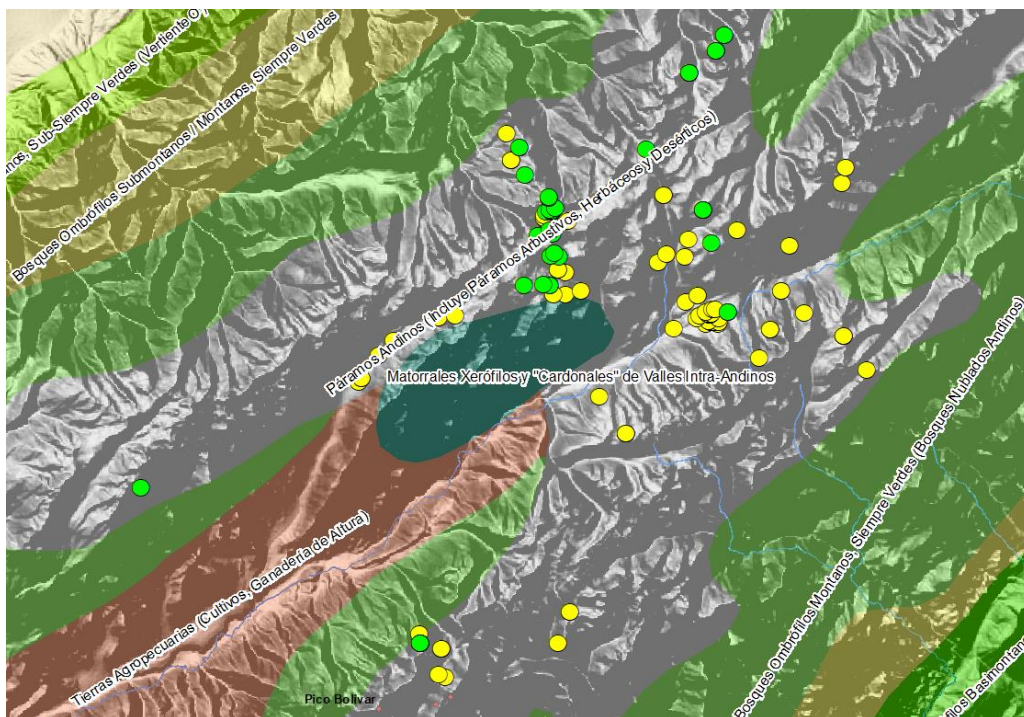 Sub-Siempre Verdes (Vertiente O
Bosques Ombrófilos Submontanos / Montanos, Siempre Verdes
Páramos Andinos (Incluye Páramos Arbustivos, Herbáceos y Desérticos)
Matorrales Xerófilos y "Cardonales" de Valles Intra-Andinos
Tierras Agropecuarias (Cultivos, Ganadería de Altura)
Bosques Ombrófilos Montanos, Siempre Verdes (Bosques Nublados Andinos)
Pico Bolívar
filos Basimontan